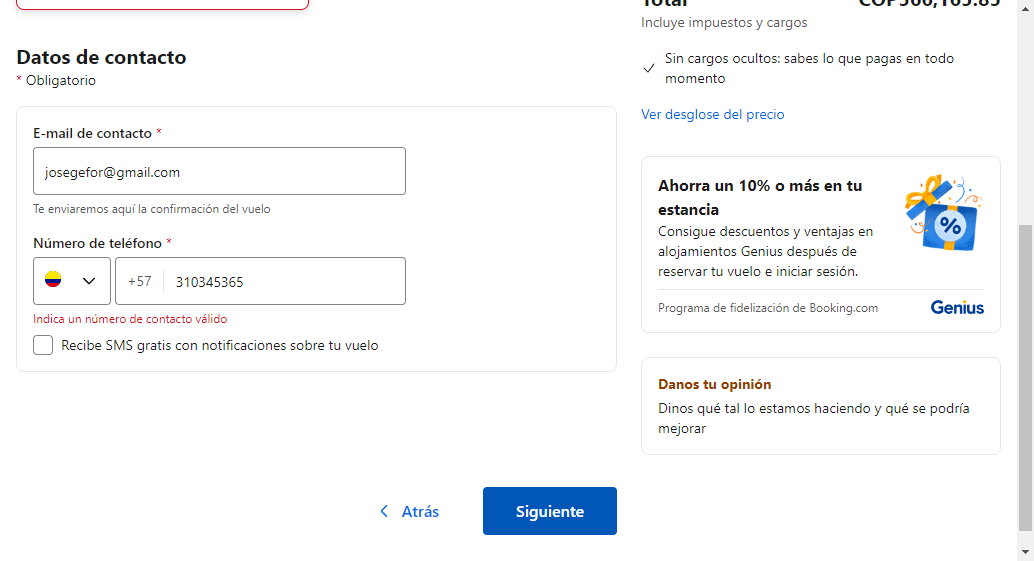 Total COP566,165.85
Incluye impuestos y cargos
Sin cargos ocultos: sabes lo que pagas en todo
momento
Ver desglose del precio
Datos de contacto
* Obligatorio
E-mail de contacto *
josegefor@gmail.com
Te enviaremos aquí la confirmación del vuelo
Número de teléfono *
+57 310345365
Indica un número de contacto válido
Recibe SMS gratis con notificaciones sobre tu vuelo
Ahorra un 10% o más en tu
estancia
Consigue descuentos y ventajas en
alojamientos Genius después de
reservar tu vuelo e iniciar sesión.
%
Programa de fidelización de Booking.com Genius
Danos tu opinión
Dinos qué tal lo estamos haciendo y qué se podría
mejorar
Atrás
Siguiente